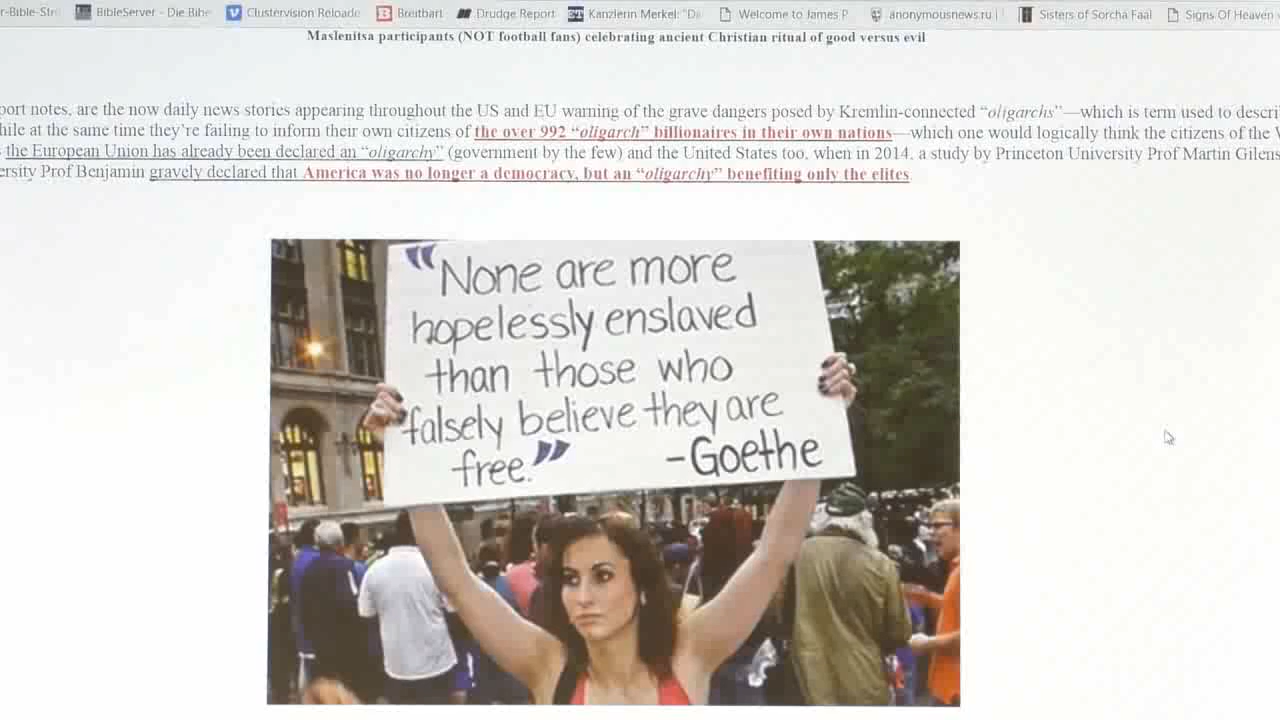 r-Bible-Str BibleServer - Die Bibe Clustervision Reloade Breitbart Drudge Report Kanzlerin Merkel: "D Welcome to James P anonymousnews.ru | Sisters of Sorcha Faal Signs Of Heaven
Maslenitsa participants (NOT football fans) celebrating ancient Christian ritual of good versus evil
port notes, are the now daily news stories appearing throughout the US and EU warning of the grave dangers posed by Kremlin-connected “oligarchs”—which is term used to descri
hile at the same time they’re failing to inform their own citizens of the over 992 “oligarch” billionaires in their own nations—which one would logically think the citizens of the
the European Union has already been declared an “oligarchy” (government by the few) and the United States too, when in 2014, a study by Princeton University Prof Martin Gilens
ersity Prof Benjamin gravely declared that America was no longer a democracy, but an “oligarchy” benefiting only the elites.
"None are more
hopelessly enslaved
than those who
falsely believe they are
free."
-Goethe